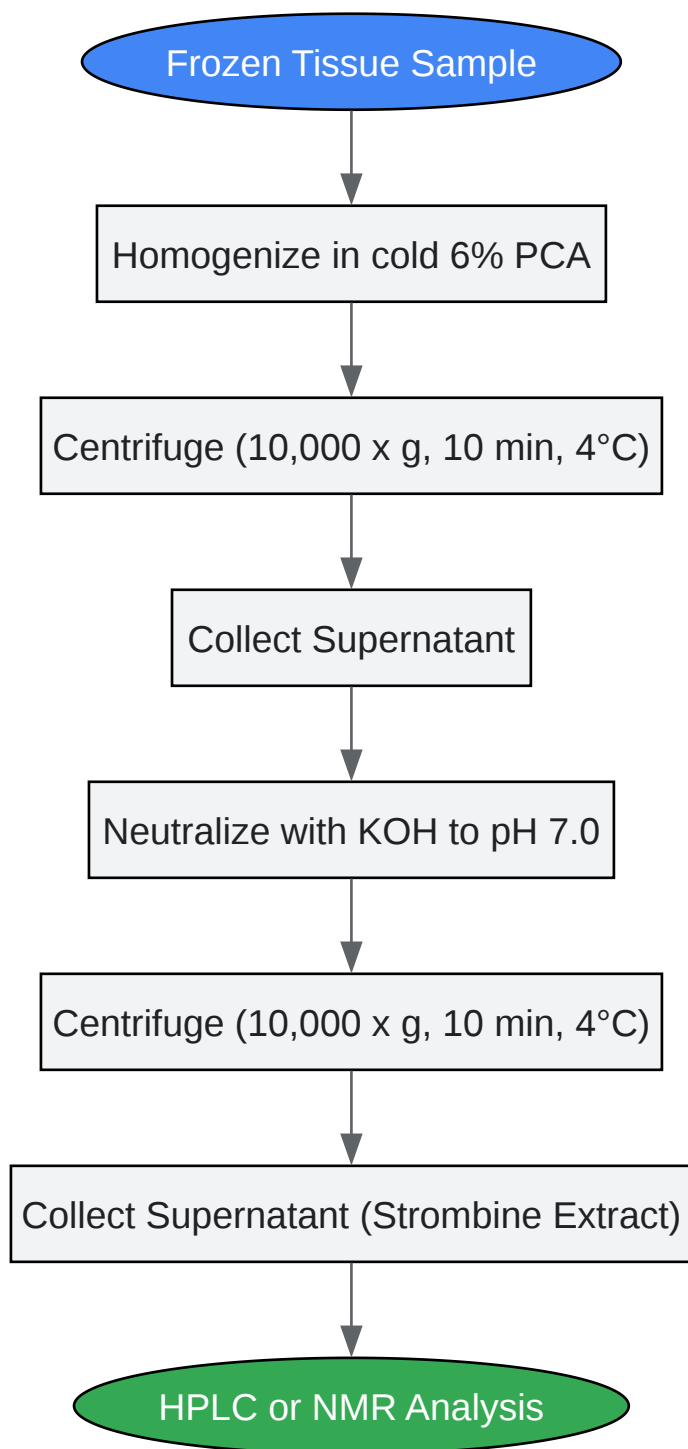 Frozen Tissue Sample
Homogenize in cold 6% PCA
Centrifuge (10,000 x g, 10 min, 4°C)
Collect Supernatant
Neutralize with KOH to pH 7.0
Centrifuge (10,000 x g, 10 min, 4°C)
Collect Supernatant (Strombine Extract)
HPLC or NMR Analysis